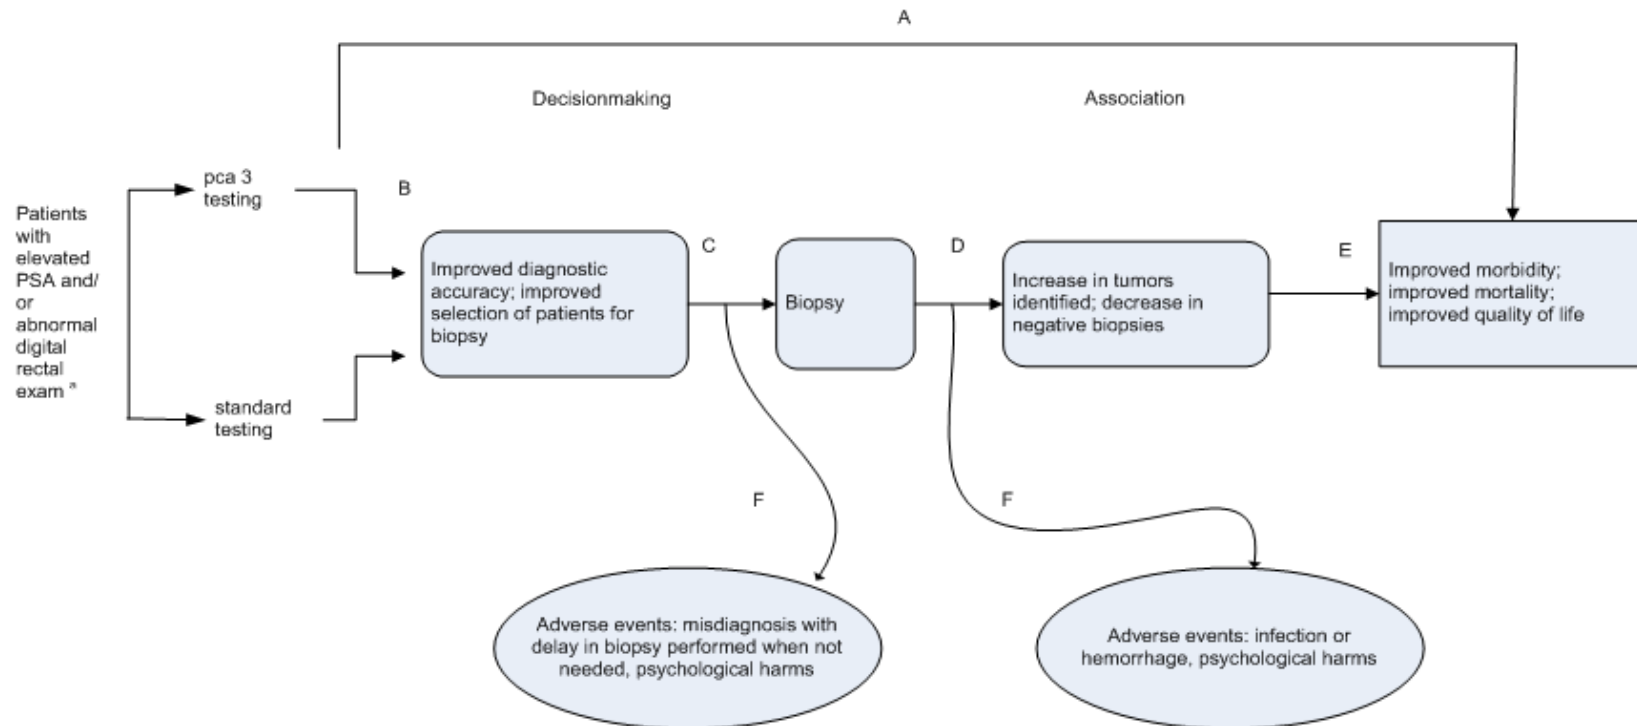 A
Decisionmaking
Association
pca 3
testing
B
Patients
with
elevated
PSA and/
or
abnormal
digital
rectal
exam ᵃ
standard
testing
Improved diagnostic
accuracy; improved
selection of patients for
biopsy
C
Biopsy
D
Increase in tumors
identified; decrease in
negative biopsies
E
Improved morbidity;
improved mortality;
improved quality of life
F
F
Adverse events: misdiagnosis with
delay in biopsy performed when not
needed, psychological harms
Adverse events: infection or
hemorrhage, psychological harms